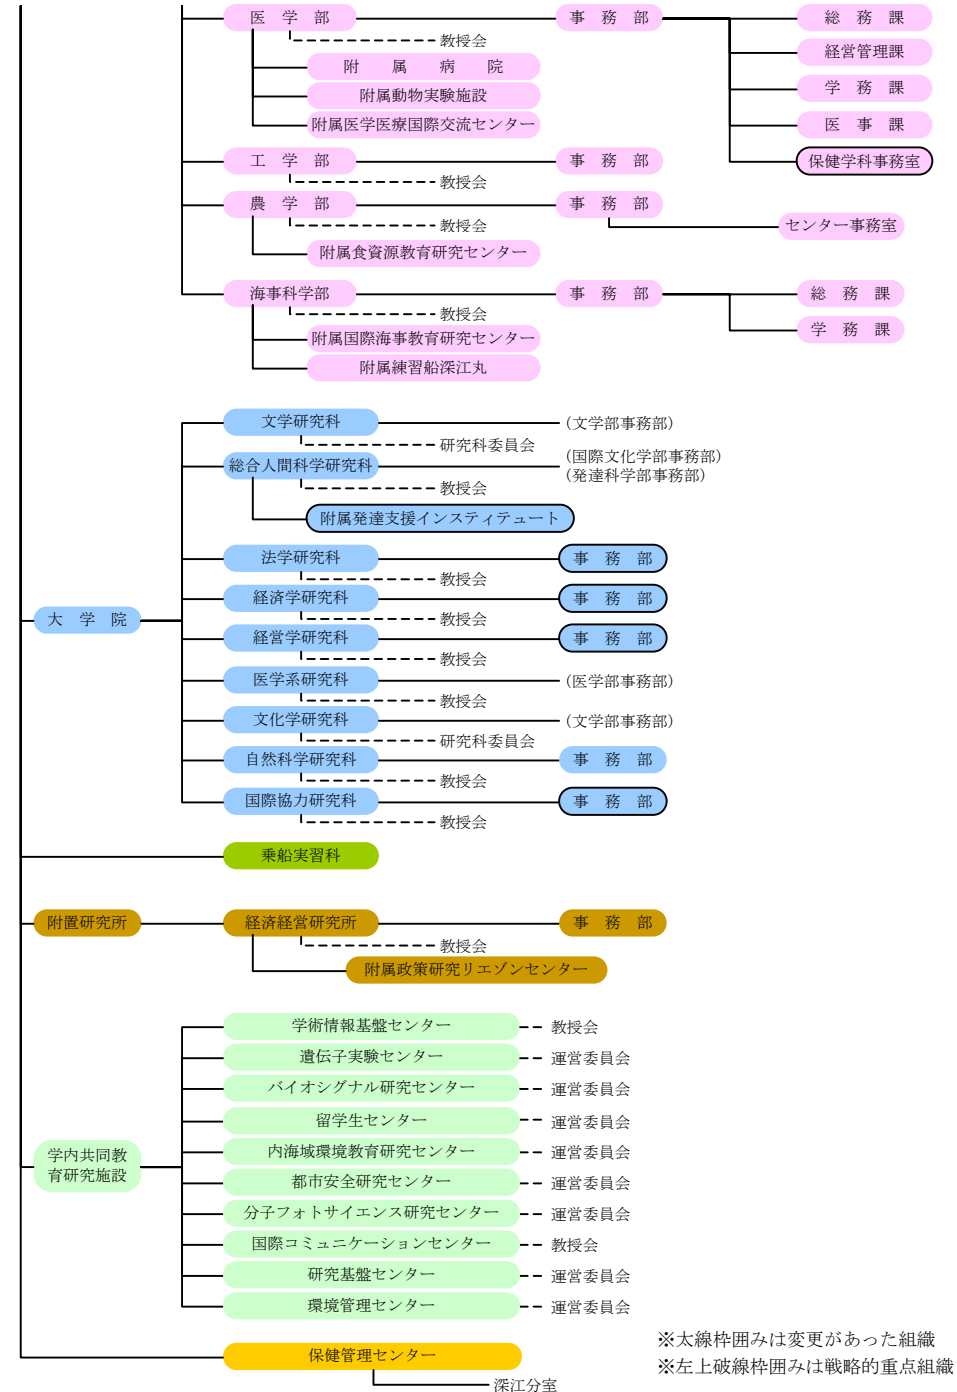 医　学　部　事　務　部　総　務　課
教授会
経営管理課
附　属　病　院
学　務　課
附属動物実験施設
附属医学医療国際交流センター　医　事　課
工　学　部　事　務　部　保健学科事務室
教授会
農　学　部　事　務　部
教授会　センター事務室
附属食資源教育研究センター
海事科学部　事　務　部　総　務　課
教授会
学　務　課
附属国際海事教育研究センター
附属練習船深江丸
文学研究科　（文学部事務部）
研究科委員会
（国際文化学部事務部）
総合人間科学研究科
（発達科学部事務部）
教授会
附属発達支援インスティテュート
法学研究科　事　務　部
教授会
経済学研究科　事　務　部
大　学　院　教授会
経営学研究科　事　務　部
教授会
医学系研究科　（医学部事務部）
教授会
文化学研究科　（文学部事務部）
研究科委員会
自然科学研究科　事　務　部
教授会
国際協力研究科　事　務　部
教授会
乗船実習科
附置研究所　経済経営研究所　事　務　部
教授会
附属政策研究リエゾンセンター
学術情報基盤センター　教授会
遺伝子実験センター　運営委員会
バイオシグナル研究センター　運営委員会
留学生センター　運営委員会
学内共同教
育研究施設
内海域環境教育研究センター　運営委員会
都市安全研究センター　運営委員会
分子フォトサイエンス研究センター　運営委員会
国際コミュニケーションセンター　教授会
研究基盤センター　運営委員会
環境管理センター　運営委員会
※太線枠囲みは変更があった組織
保健管理センター
※左上破線枠囲みは戦略的重点組織
深江分室